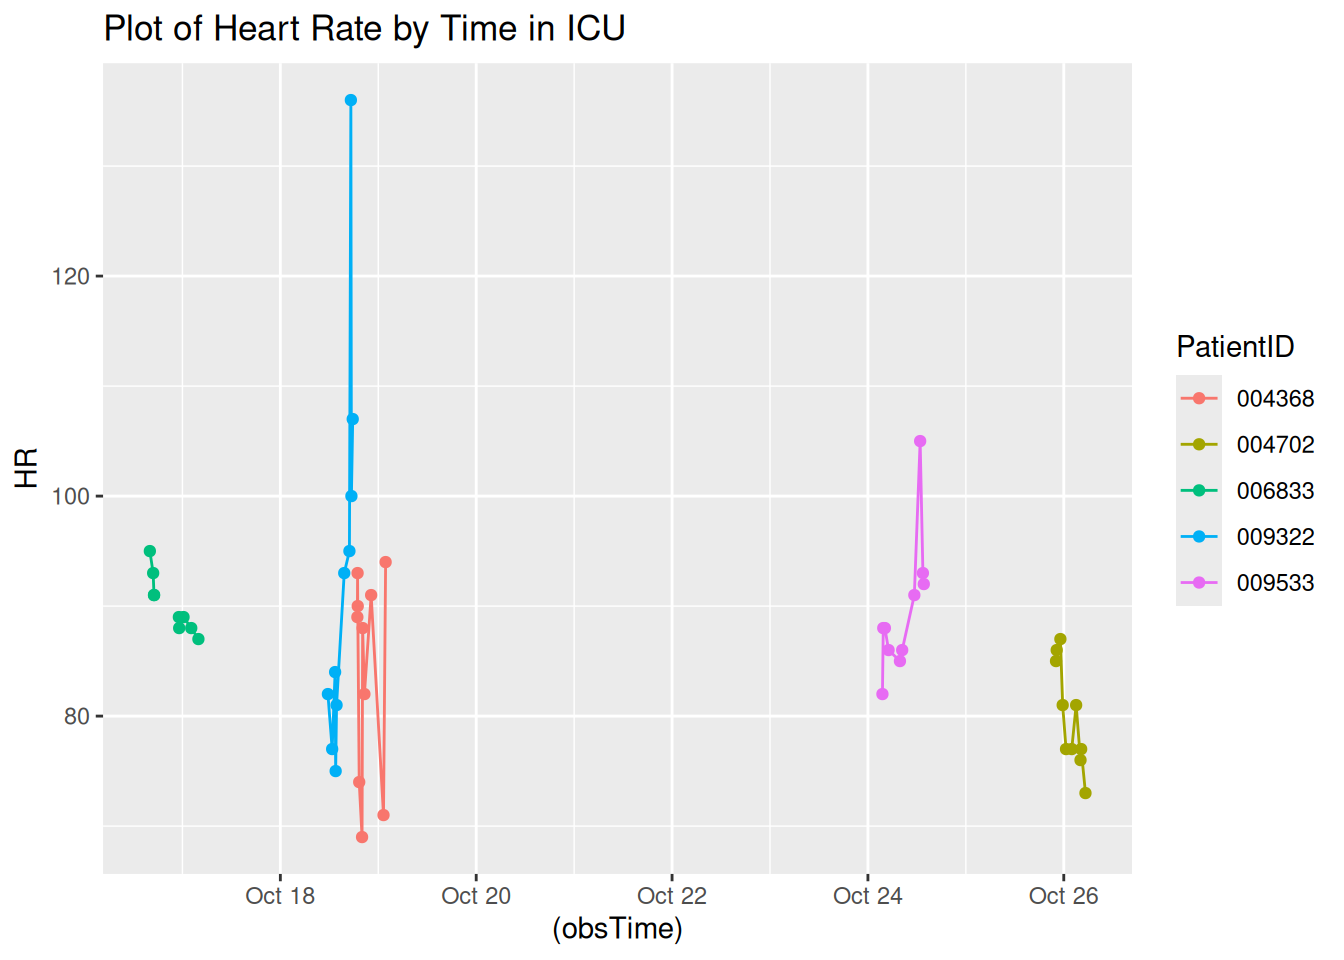 Plot of Heart Rate by Time in ICU
HR
120
100
80
Oct 18
Oct 20
Oct 22
Oct 24
Oct 26
(obsTime)
PatientID
004368
004702
006833
009322
009533